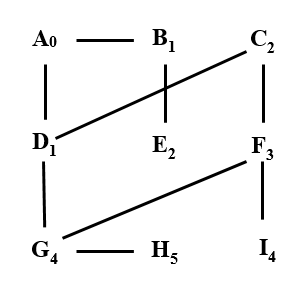 A₀ B₁ C₂
D₁ E₂ F₃
G₄ H₅ I₄